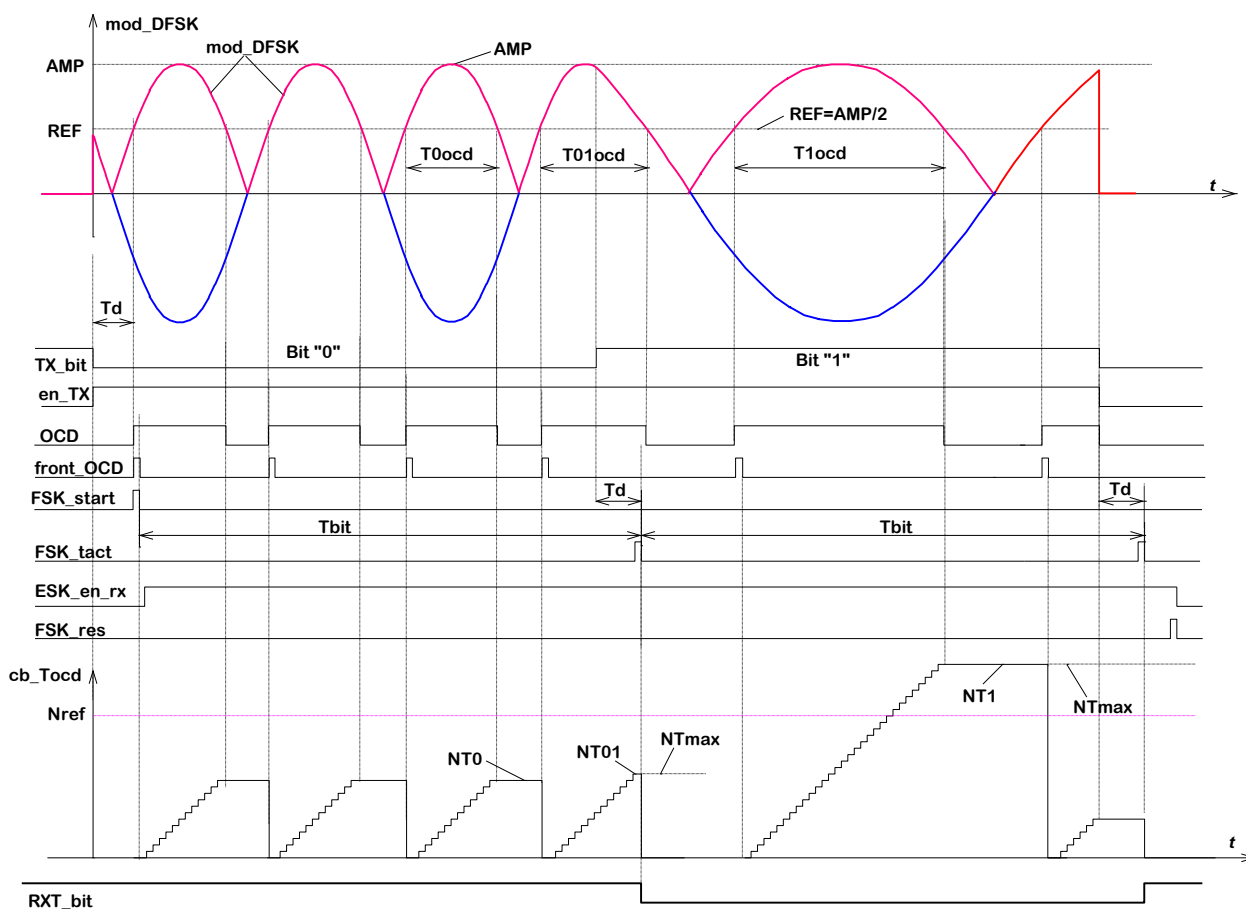 mod_DFSK
mod_DFSK
AMP
AMP
REF
REF=AMP/2
T0ocd
T01ocd
T1ocd
t
Td
TX_bit
Bit "0"
Bit "1"
en_TX
OCD
front_OCD
FSK_start
Td
Td
Tbit
Tbit
FSK_tact
ESK_en_rx
FSK_res
cb_Tocd
Nref
NT0
NT01
NTmax
NT1
NTmax
t
RXT_bit